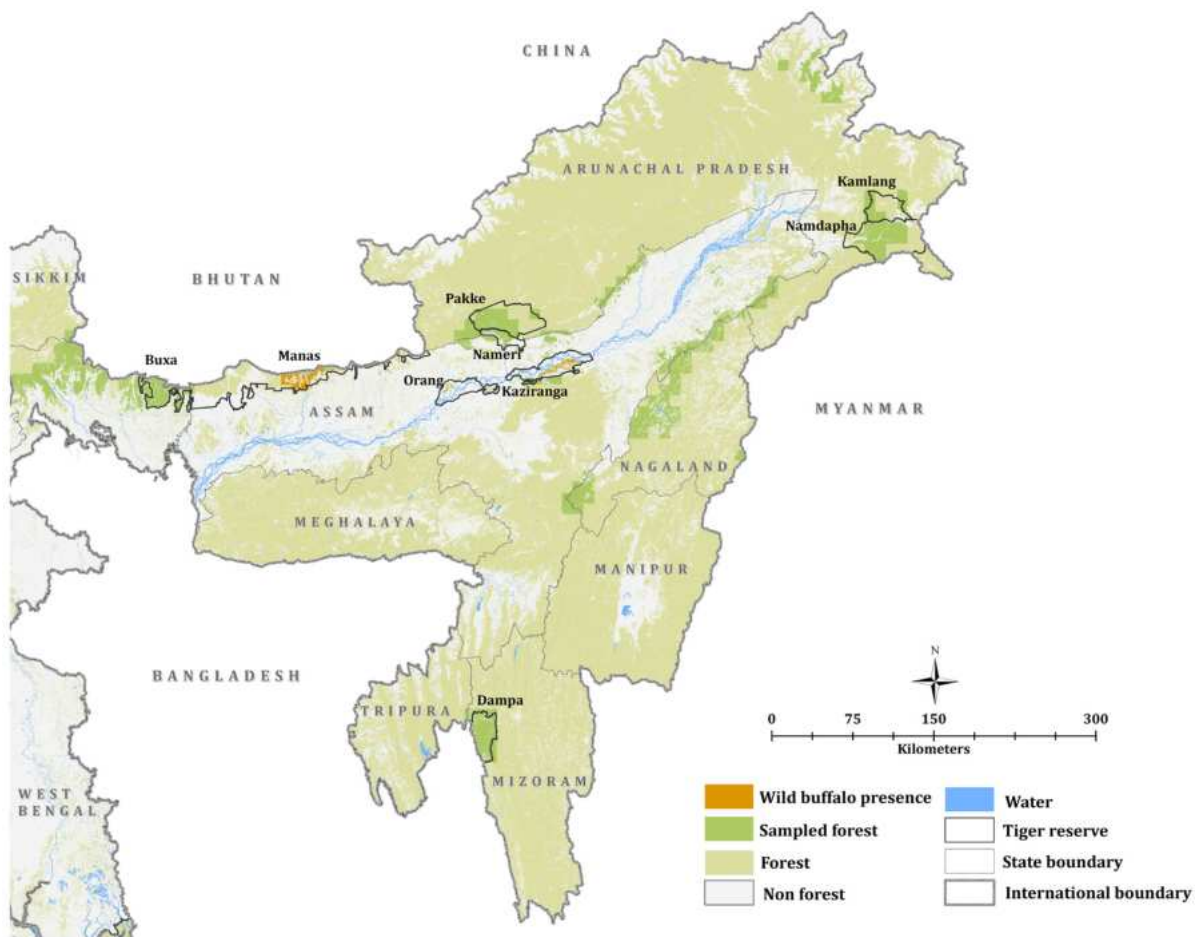 CHINA
ARUNACHAL PRADESH
Kamlang
Namdapha
SIKKIM
BHUTAN
Pakke
Buxa
Manas
Nameri
Orang
Kaziranga
ASSAM
MYANMAR
NAGALAND
MEGHALAYA
MANIPUR
BANGLADESH
N
Dampa
TRIPURA
0 75 150 300
Kilometers
MIZORAM
WEST
BENGAL
Wild buffalo presence
Water
Sampled forest
Tiger reserve
Forest
State boundary
Non forest
International boundary